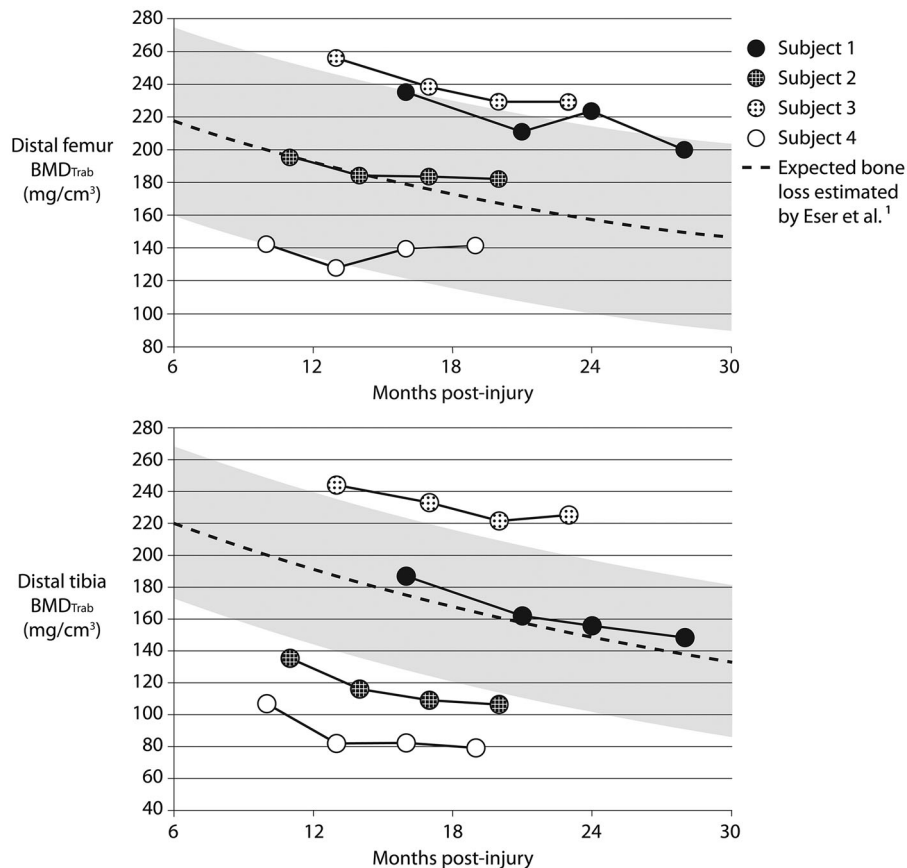 280
260
240
220
200
180
160
140
120
100
80
Distal femur
BMDTrab
(mg/cm³)
6
12
18
24
30
Months post-injury
Subject 1
Subject 2
Subject 3
Subject 4
Expected bone
loss estimated
by Eser et al.¹
280
260
240
220
200
180
160
140
120
100
80
60
40
Distal tibia
BMDTrab
(mg/cm³)
6
12
18
24
30
Months post-injury